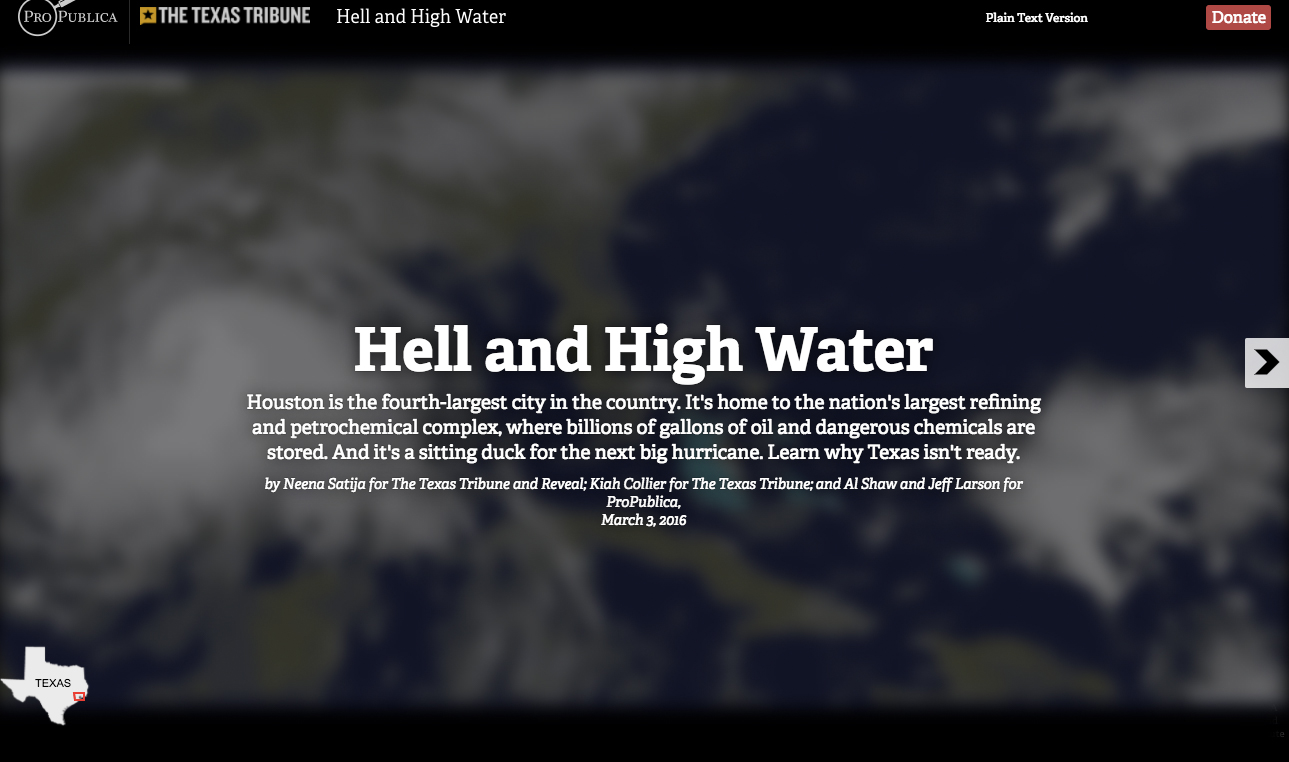 PROPUBLICA
THE TEXAS TRIBUNE
Hell and High Water
Plain Text Version
Donate
Hell and High Water
Houston is the fourth-largest city in the country. It's home to the nation's largest refining
and petrochemical complex, where billions of gallons of oil and dangerous chemicals are
stored. And it's a sitting duck for the next big hurricane. Learn why Texas isn't ready.
by Neena Satija for The Texas Tribune and Reveal; Kiah Collier for The Texas Tribune; and Al Shaw and Jeff Larson for
ProPublica,
March 3, 2016
TEXAS